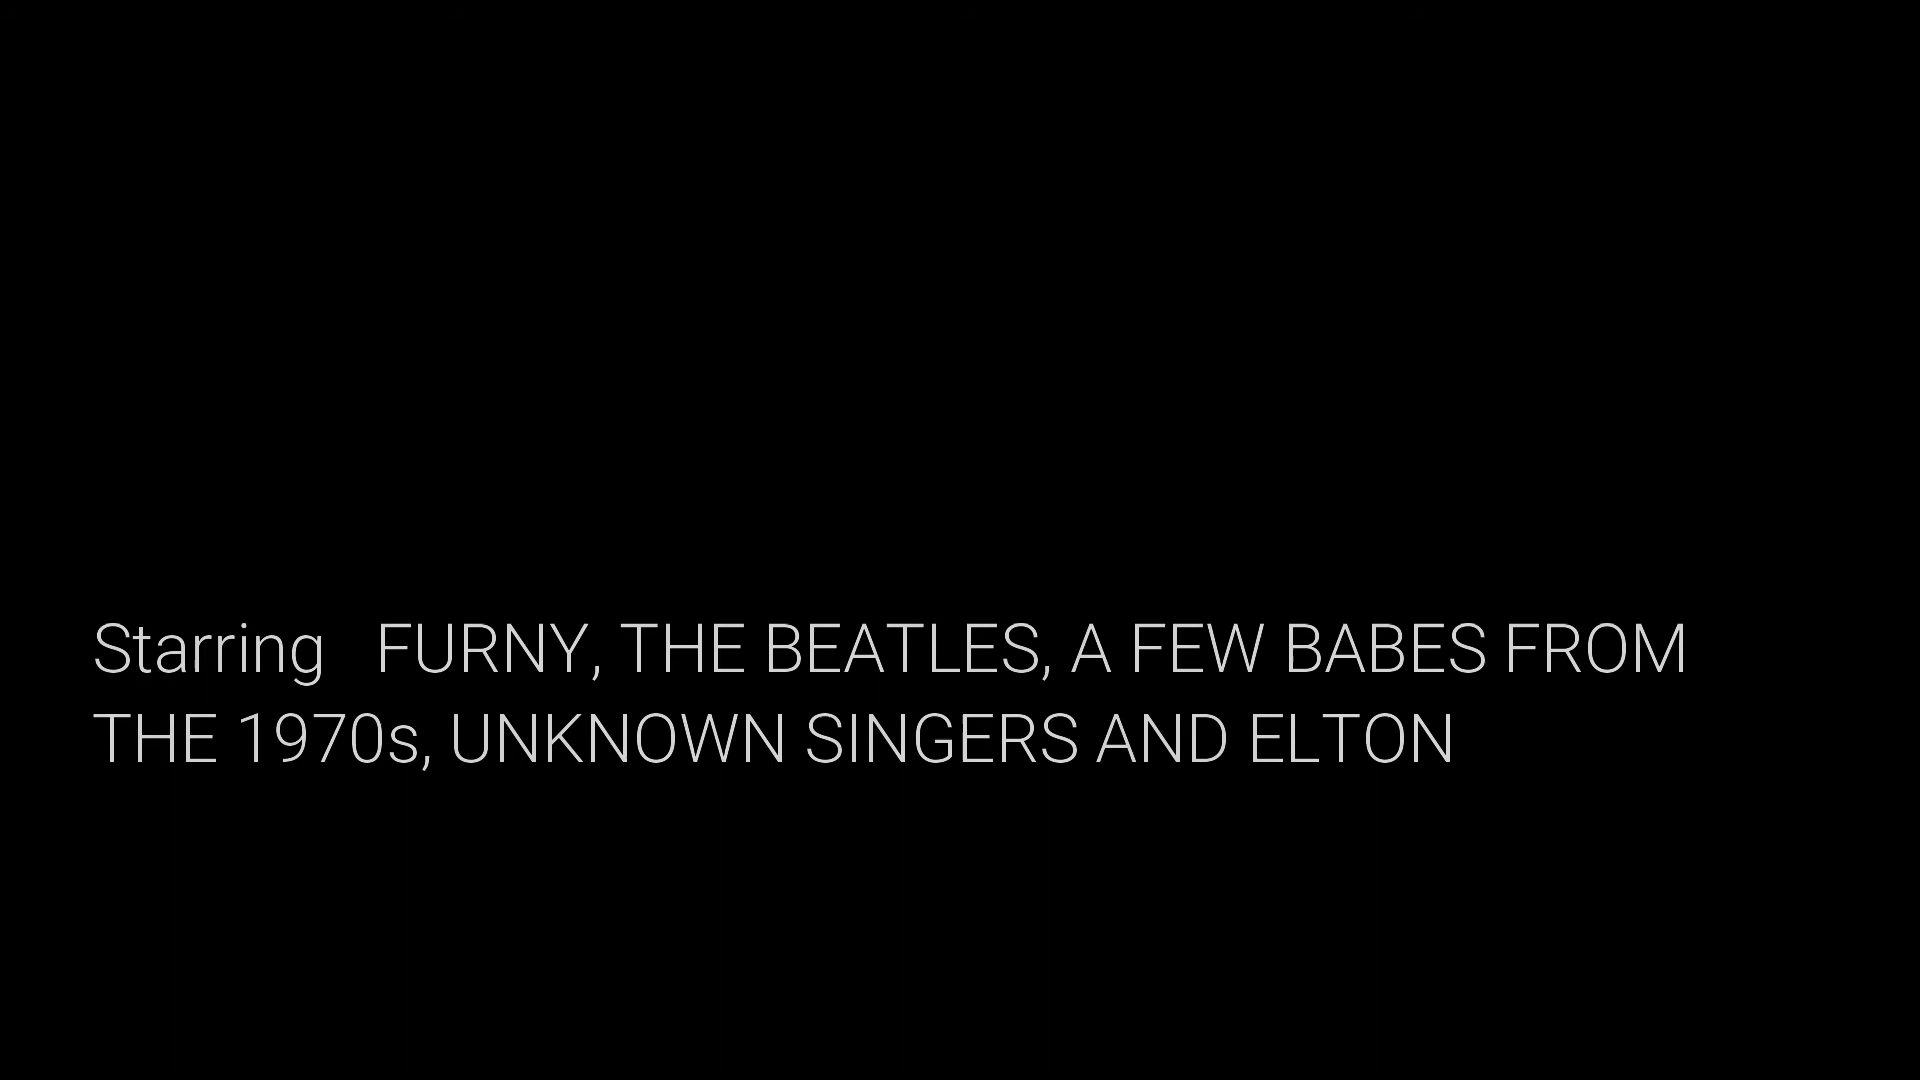 Starring   FURNY, THE BEATLES, A FEW BABES FROM
THE 1970s, UNKNOWN SINGERS AND ELTON